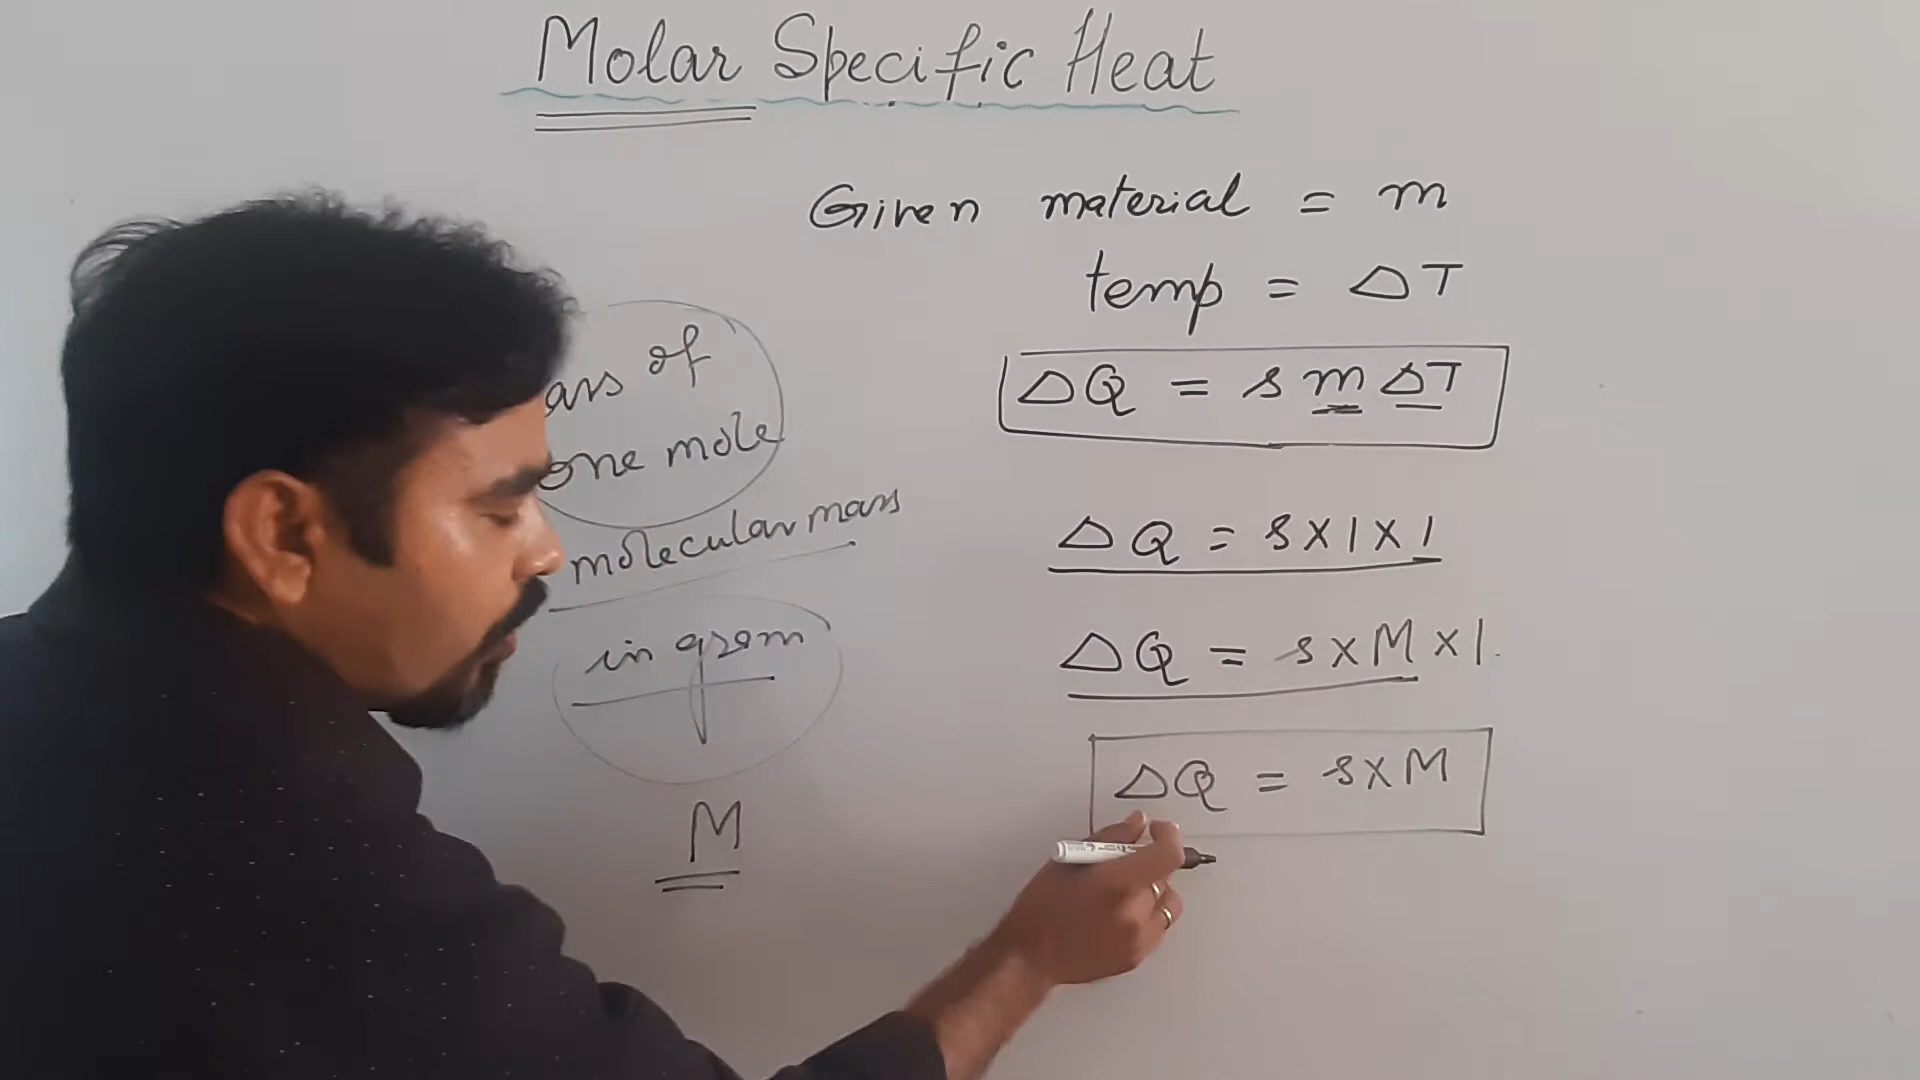 Molar Specific Heat
Given material = m
temp = ΔT
ΔQ = s m ΔT
ΔQ = s x 1 x 1
ΔQ = s x M x 1.
ΔQ = s x M
of
one mole
molecular mass
in gram
M